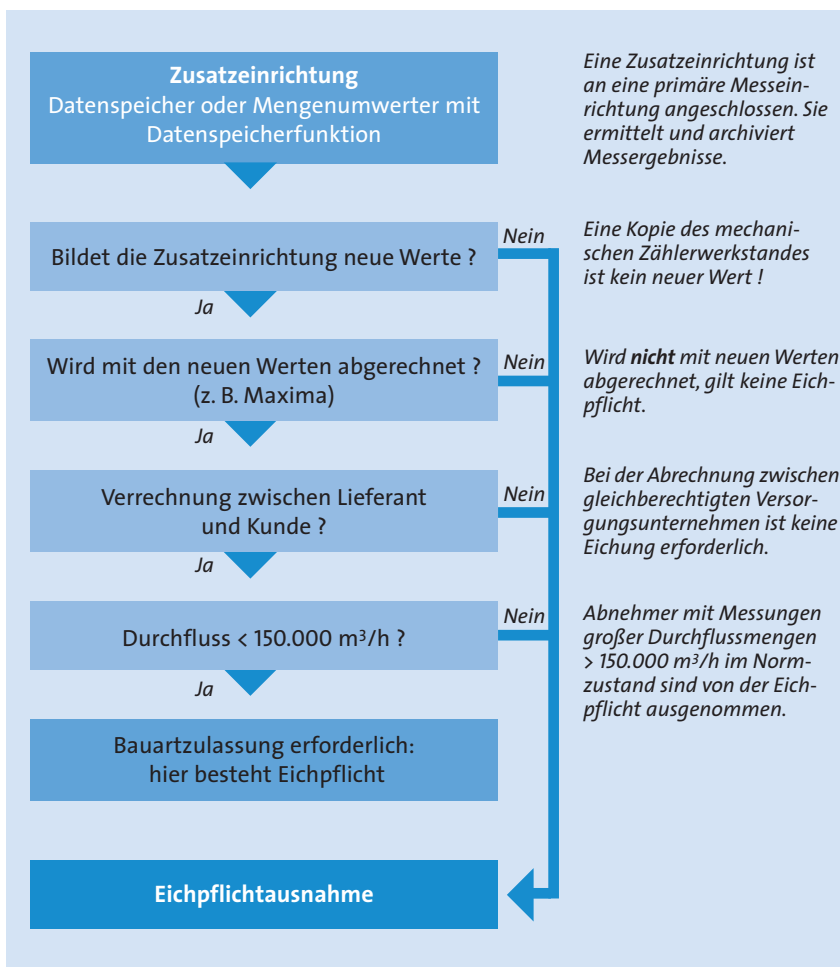 Zusatzeinrichtung
Datenspeicher oder Mengenumwerter mit
Datenspeicherfunktion
Eine Zusatzeinrichtung ist
an eine primäre Messein-
richtung angeschlossen. Sie
ermittelt und archiviert
Messergebnisse.
Bildet die Zusatzeinrichtung neue Werte ?
Nein
Eine Kopie des mechani-
schen Zählerwerkstandes
ist kein neuer Wert !
Ja
Wird mit den neuen Werten abgerechnet ?
(z. B. Maxima)
Nein
Wird nicht mit neuen Werten
abgerechnet, gilt keine Eich-
pflicht.
Ja
Verrechnung zwischen Lieferant
und Kunde ?
Nein
Bei der Abrechnung zwischen
gleichberechtigten Versor-
gungsunternehmen ist keine
Eichung erforderlich.
Ja
Durchfluss < 150.000 m³/h ?
Nein
Abnehmer mit Messungen
großer Durchflussmengen
> 150.000 m³/h im Norm-
zustand sind von der Eich-
pflicht ausgenommen.
Ja
Bauartzulassung erforderlich:
hier besteht Eichpflicht
Eichpflichtausnahme